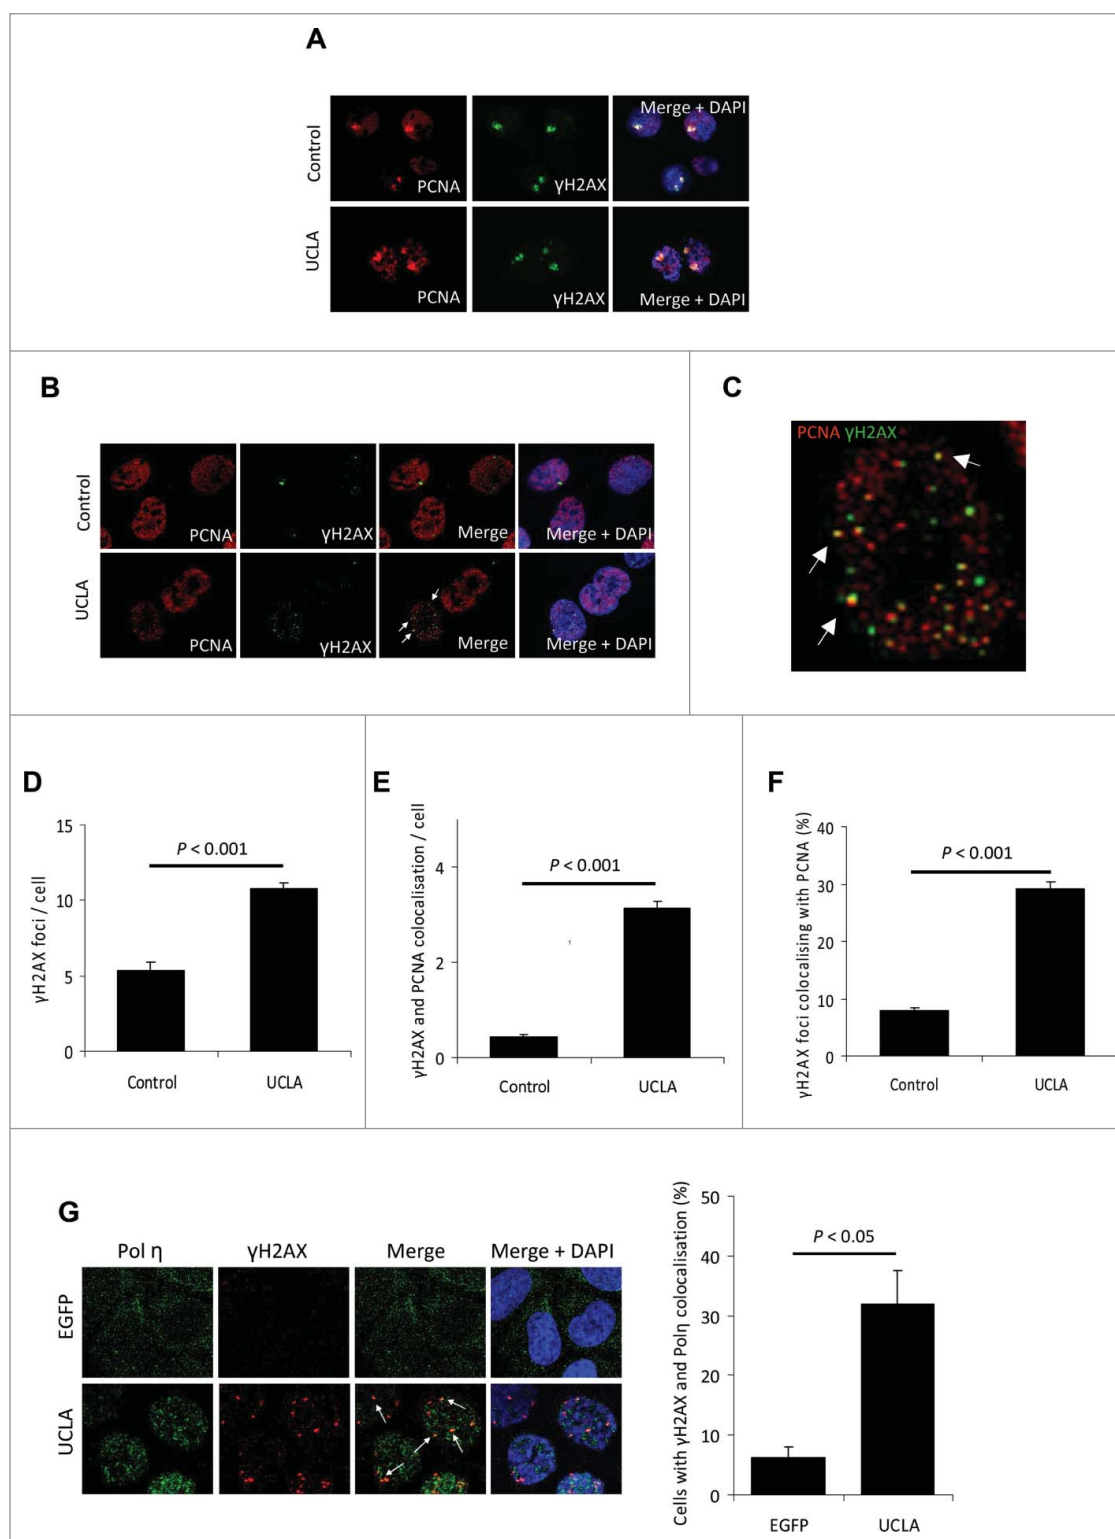 A
Control
PCNA
γH2AX
Merge + DAPI
UCLA
PCNA
γH2AX
Merge + DAPI
B
Control
PCNA
γH2AX
Merge
Merge + DAPI
UCLA
PCNA
γH2AX
Merge
Merge + DAPI
C
PCNA γH2AX
D
γH2AX foci / cell
15
10
5
0
P < 0.001
Control
UCLA
E
γH2AX and PCNA colocalisation / cell
4
2
0
P < 0.001
Control
UCLA
F
γH2AX foci colocalising with PCNA (%)
40
30
20
10
0
P < 0.001
Control
UCLA
G
Pol η
γH2AX
Merge
Merge + DAPI
EGFP
UCLA
Cells with γH2AX and Polη colocalisation (%)
50
40
30
20
10
0
P < 0.05
EGFP
UCLA